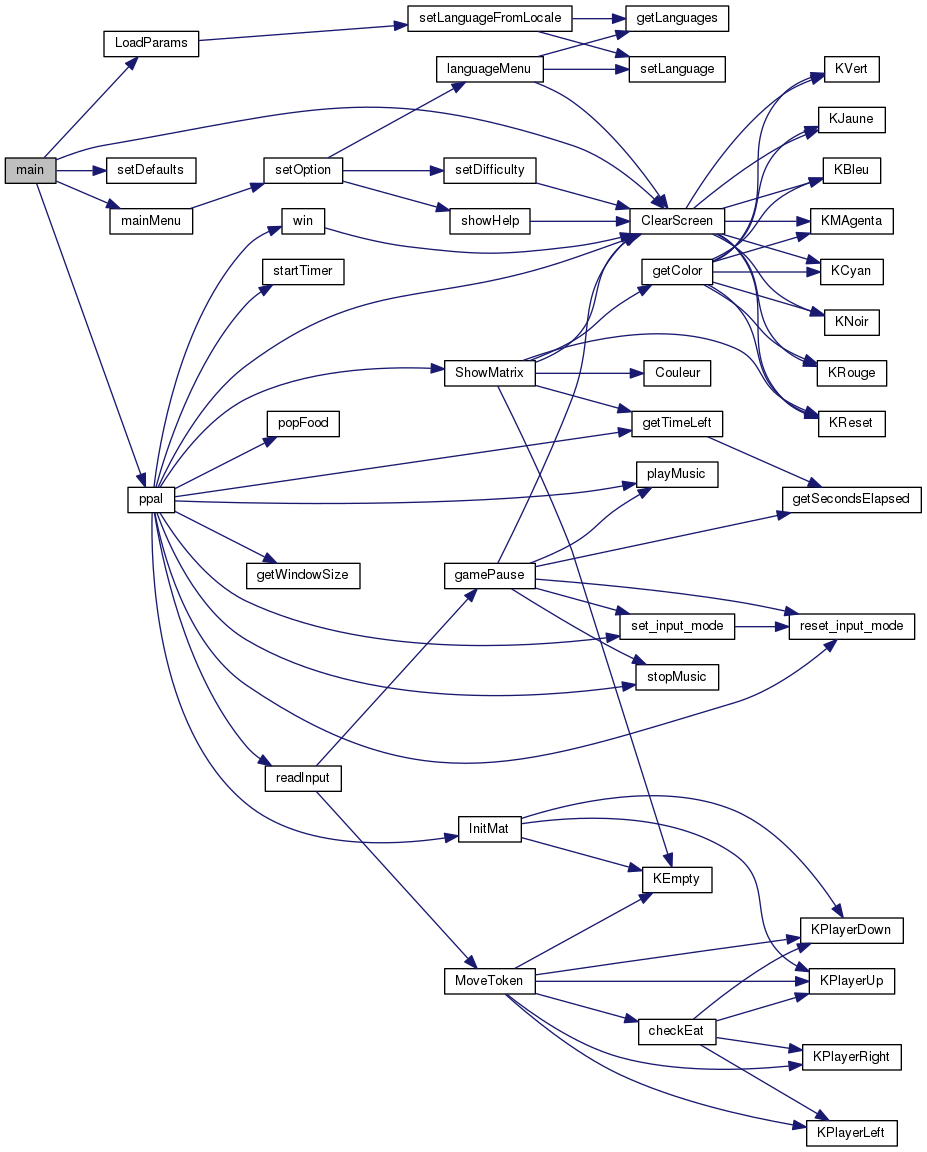 setLanguageFromLocale
getLanguages
LoadParams
languageMenu
setLanguage
KVert
KJaune
main
setDefaults
setOption
setDifficulty
KBleu
mainMenu
win
showHelp
ClearScreen
KMAgenta
startTimer
getColor
KCyan
KNoir
ShowMatrix
Couleur
KRouge
popFood
getTimeLeft
KReset
ppal
playMusic
getSecondsElapsed
getWindowSize
gamePause
set_input_mode
reset_input_mode
stopMusic
readInput
InitMat
KEmpty
KPlayerDown
MoveToken
KPlayerUp
checkEat
KPlayerRight
KPlayerLeft